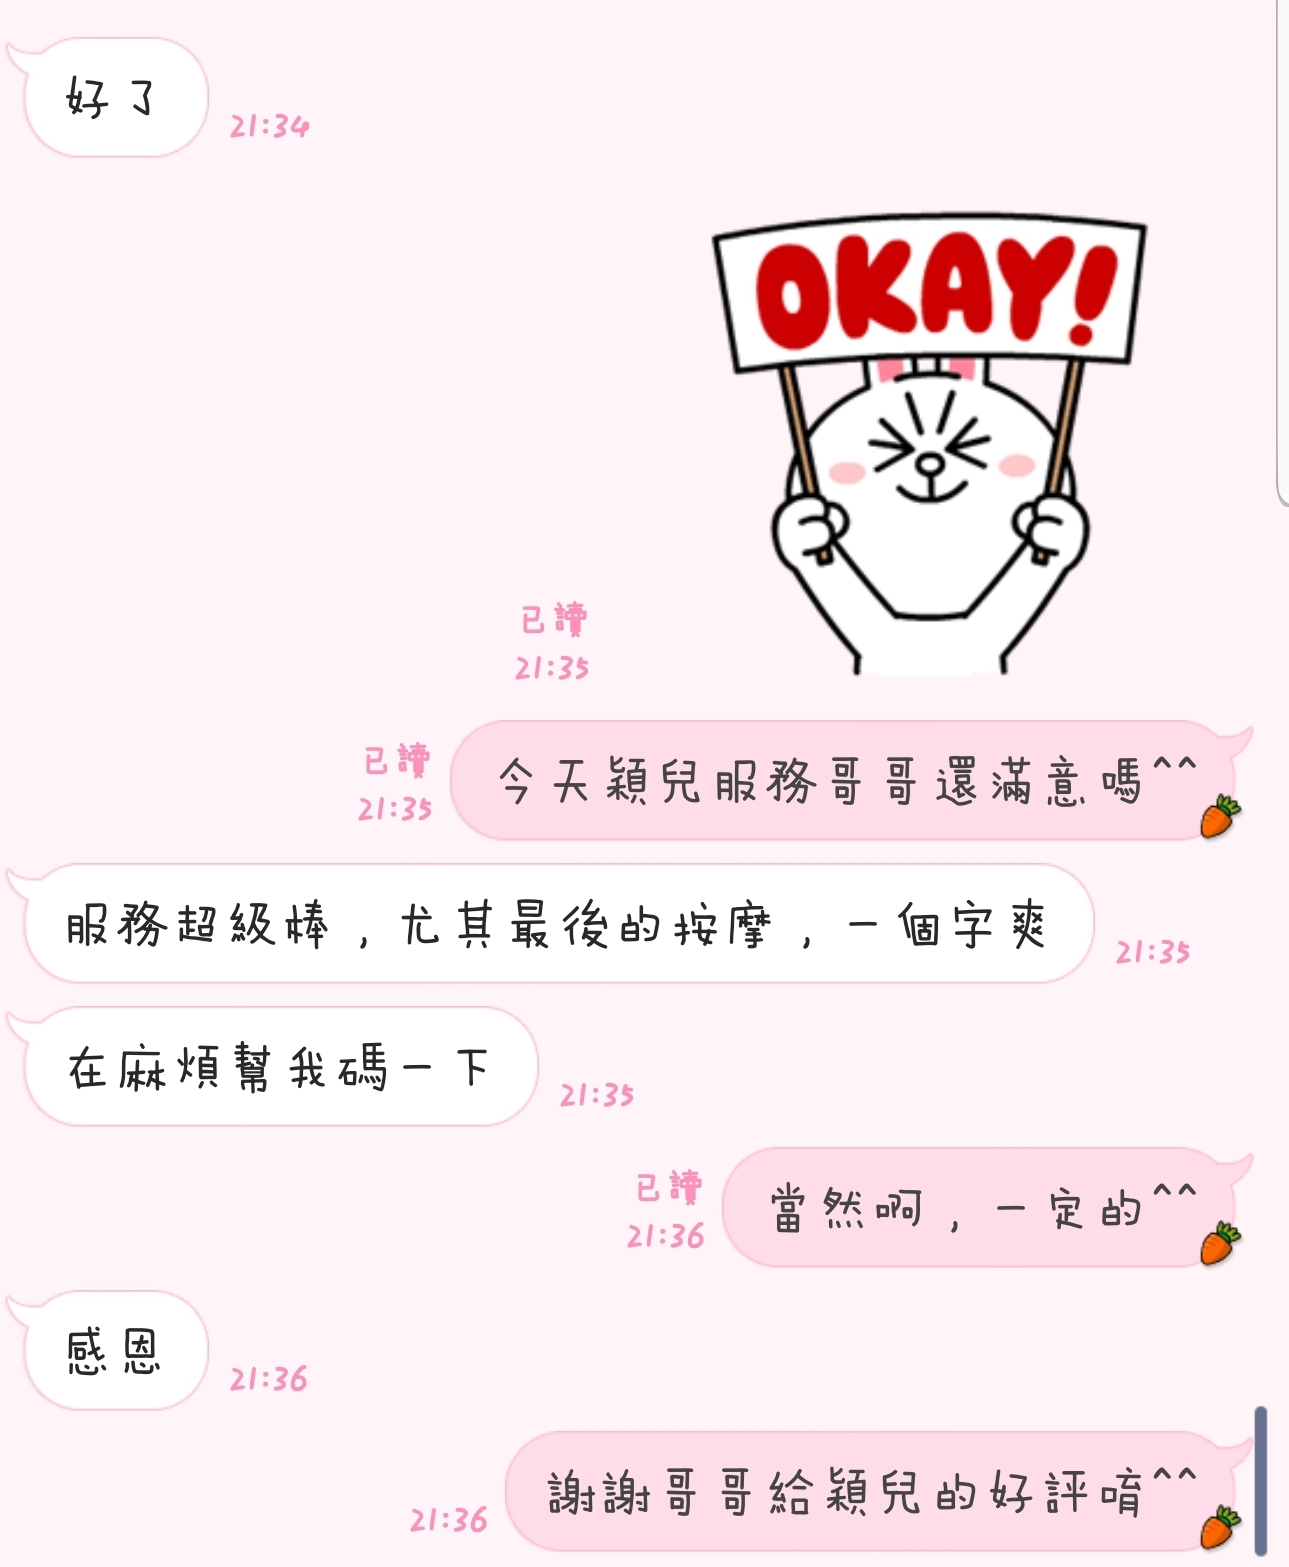 好了
21:34
OKAY!
已讀
21:35
今天穎兒服務哥哥還滿意嗎^^
已讀
21:35
服務超級棒，尤其最後的按摩，一個字爽
21:35
在麻煩幫我碼一下
21:35
當然啊，一定的^^
已讀
21:36
感恩
21:36
謝謝哥哥給穎兒的好評唷^^
21:36